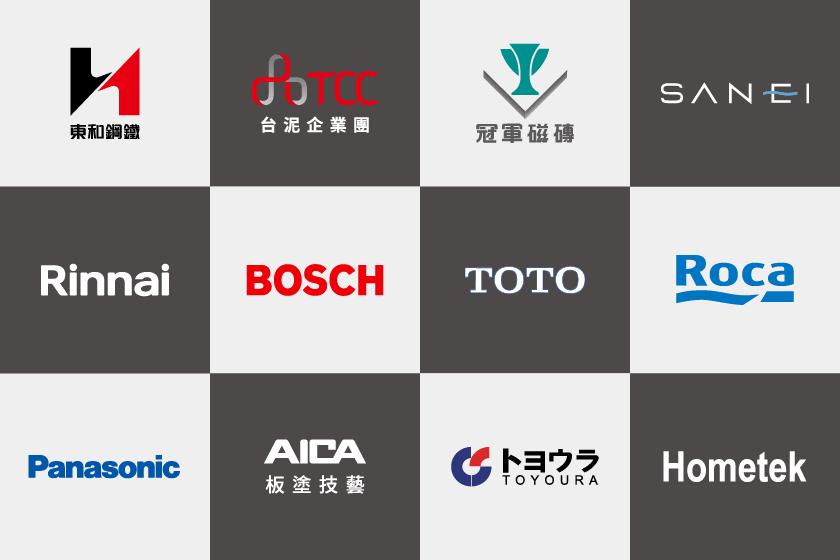 東和鋼鐵
TCC
台泥企業團
冠軍磁磚
SANEI
Rinnai
BOSCH
TOTO
Roca
Panasonic
AICA
板塗技藝
トヨウラ
TOYOURA
Hometek